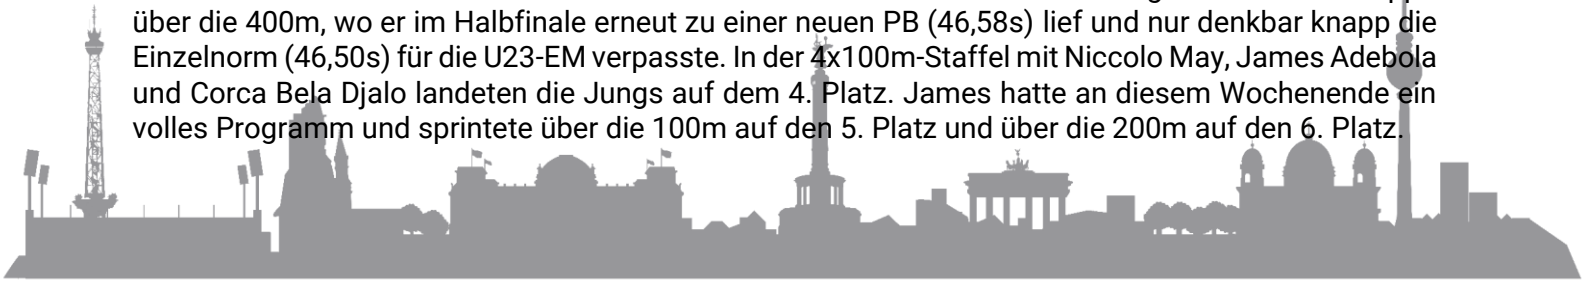 über die 400m, wo er im Halbfinale erneut zu einer neuen PB (46,58s) lief und nur denkbar knapp die
Einzelnorm (46,50s) für die U23-EM verpasste. In der 4x100m-Staffel mit Niccolo May, James Adebola
und Corca Bela Djalo landeten die Jungs auf dem 4. Platz. James hatte an diesem Wochenende ein
volles Programm und sprintete über die 100m auf den 5. Platz und über die 200m auf den 6. Platz.